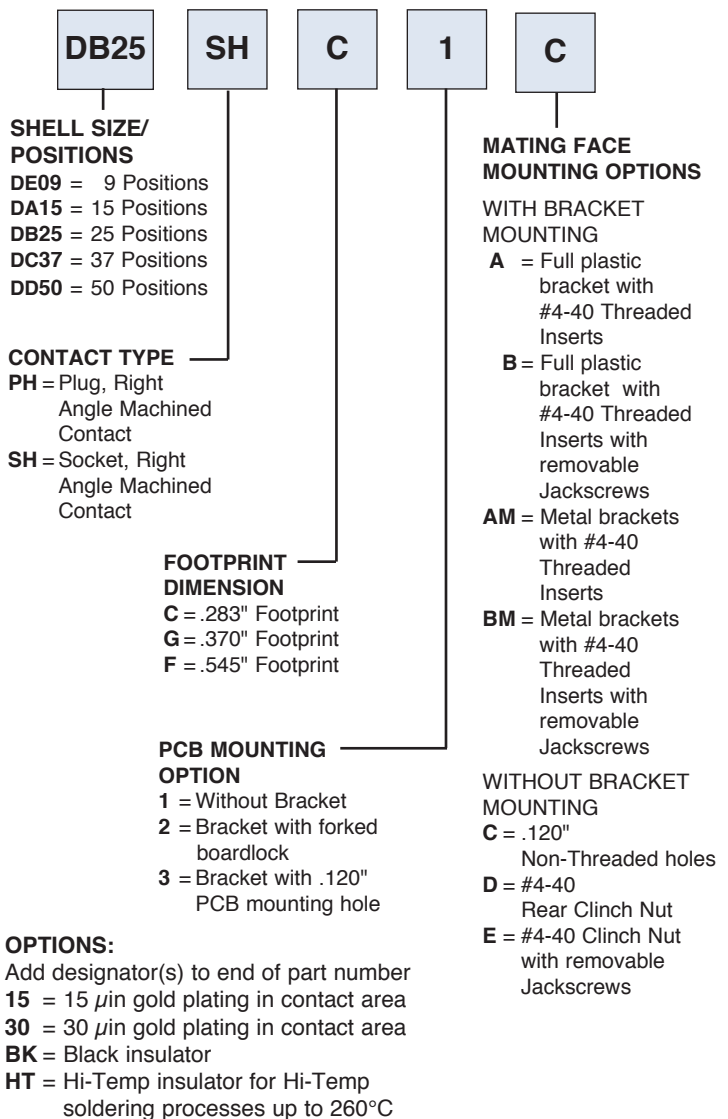 DB25 SH C 1 C
SHELL SIZE/
POSITIONS
DE09 = 9 Positions
DA15 = 15 Positions
DB25 = 25 Positions
DC37 = 37 Positions
DD50 = 50 Positions
CONTACT TYPE
PH = Plug, Right
Angle Machined
Contact
SH = Socket, Right
Angle Machined
Contact
FOOTPRINT
DIMENSION
C = .283" Footprint
G = .370" Footprint
F = .545" Footprint
PCB MOUNTING
OPTION
1 = Without Bracket
2 = Bracket with forked
boardlock
3 = Bracket with .120"
PCB mounting hole
MATING FACE
MOUNTING OPTIONS
WITH BRACKET
MOUNTING
A = Full plastic
bracket with
#4-40 Threaded
Inserts
B = Full plastic
bracket with
#4-40 Threaded
Inserts with
removable
Jackscrews
AM = Metal brackets
with #4-40
Threaded
Inserts
BM = Metal brackets
with #4-40
Threaded
Inserts with
removable
Jackscrews
WITHOUT BRACKET
MOUNTING
C = .120"
Non-Threaded holes
D = #4-40
Rear Clinch Nut
E = #4-40 Clinch Nut
with removable
Jackscrews
OPTIONS:
Add designator(s) to end of part number
15 = 15 µin gold plating in contact area
30 = 30 µin gold plating in contact area
BK = Black insulator
HT = Hi-Temp insulator for Hi-Temp
soldering processes up to 260°C